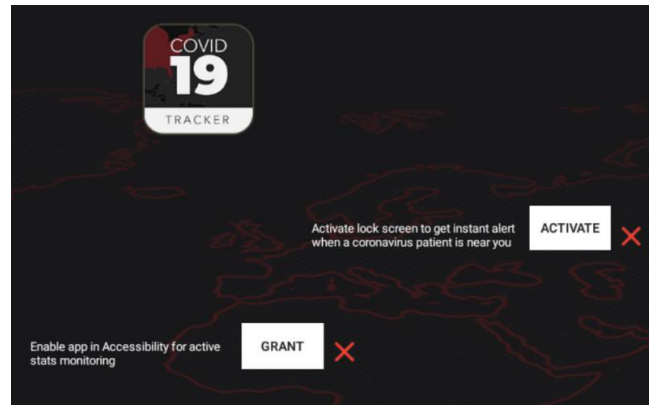 COVID
19
TRACKER
Activate lock screen to get instant alert
when a coronavirus patient is near you
ACTIVATE
Enable app in Accessibility for active
stats monitoring
GRANT